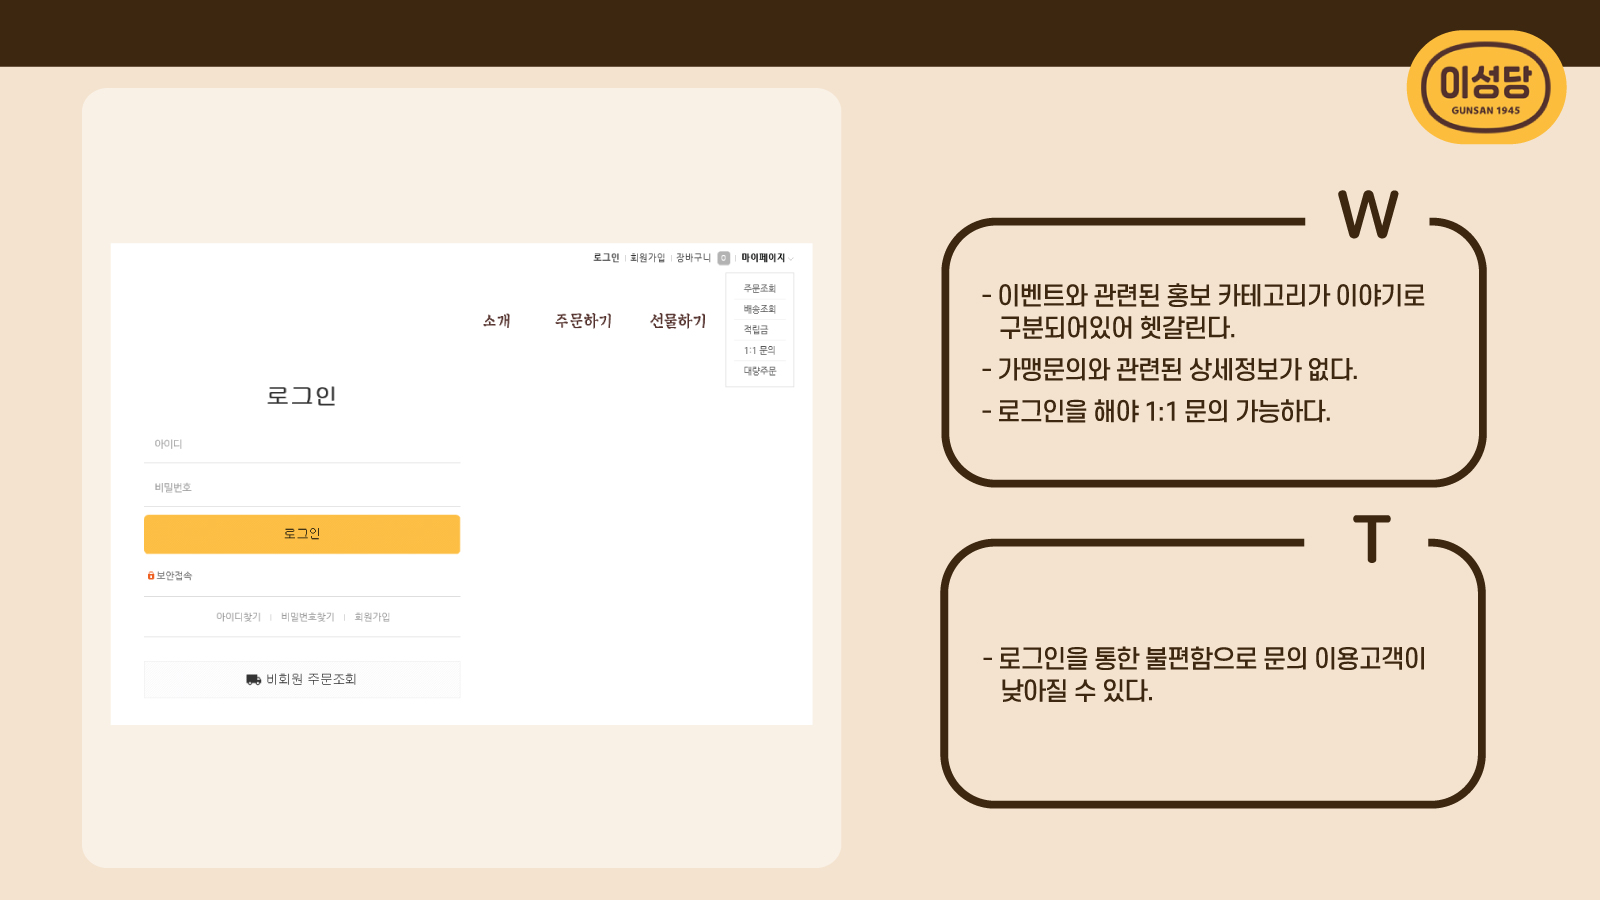 이성당
GUNSAN 1945
로그인 회원가입 장바구니 0 마이페이지
주문조회
배송조회
적립금
1:1 문의
대량주문
소개 주문하기 선물하기
로그인
아이디
비밀번호
로그인
보안접속
아이디찾기 비밀번호찾기 회원가입
비회원 주문조회
W
- 이벤트와 관련된 홍보 카테고리가 이야기로
구분되어있어 헷갈린다.
- 가맹문의와 관련된 상세정보가 없다.
- 로그인을 해야 1:1 문의 가능하다.
T
- 로그인을 통한 불편함으로 문의 이용고객이
낮아질 수 있다.